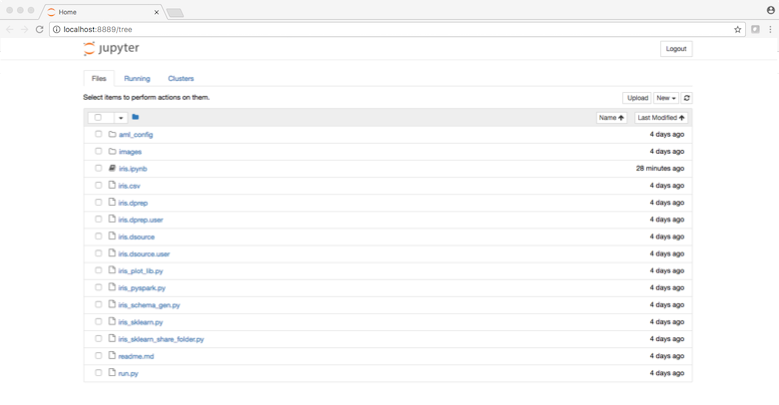 Home
localhost:8889/tree
jupyter
Logout
Files Running Clusters
Select items to perform actions on them.
Upload New
Name Last Modified
aml_config 4 days ago
images 4 days ago
iris.ipynb 28 minutes ago
iris.csv 4 days ago
iris.dprep 4 days ago
iris.dprep.user 4 days ago
iris.dsource 4 days ago
iris.dsource.user 4 days ago
iris_plot_lib.py 4 days ago
iris_pyspark.py 4 days ago
iris_schema_gen.py 4 days ago
iris_sklearn.py 4 days ago
iris_sklearn_share_folder.py 4 days ago
readme.md 4 days ago
run.py 4 days ago